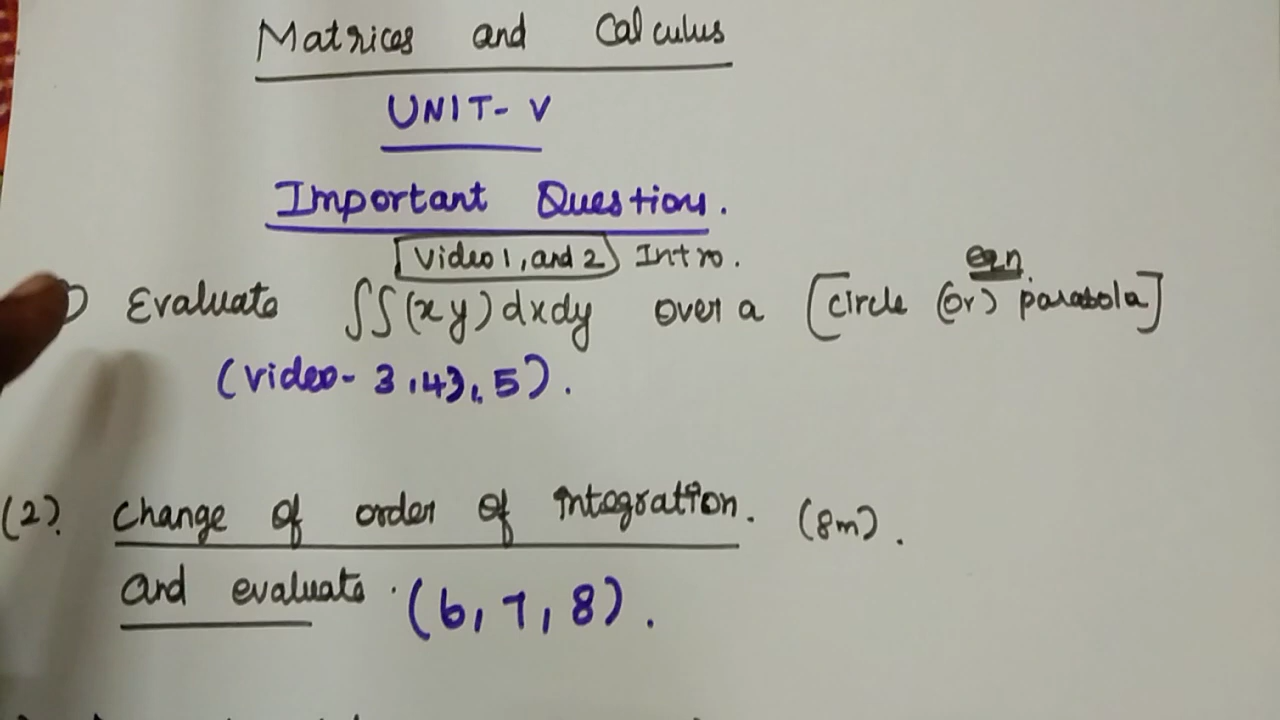 Matrices and Calculus
UNIT- V
Important Questions.
Video 1, and 2 Intro.
eqn.
) Evaluate ∫∫(xy)dxdy over a [circle (or) parabola]
(video- 3,4,5).
(2). Change of order of integration. (8m).
and evaluate. (6, 7, 8).